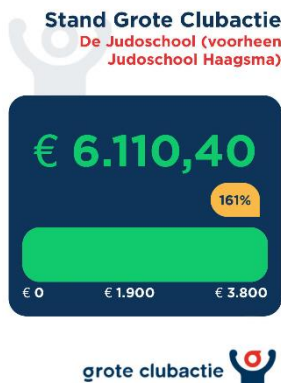 Stand Grote Clubactie
De Judoschool (voorheen
Judoschool Haagsma)
€ 6.110,40
161%
€ 0 € 1.900 € 3.800
grote clubactie